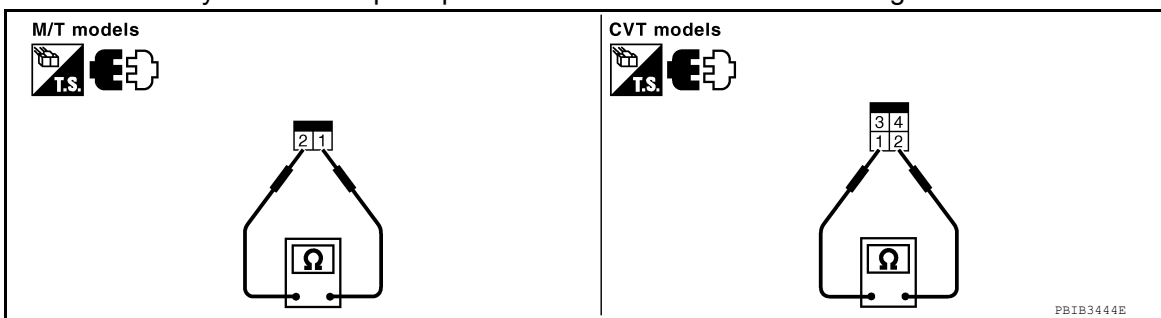 M/T models
T.S.
2 1
Ω
CVT models
T.S.
3 4
1 2
Ω
PBIB3444E